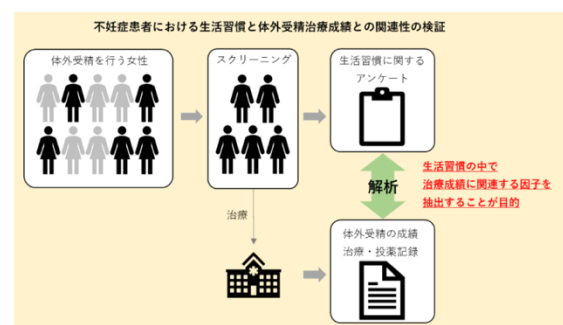 不妊症患者における生活習慣と体外受精治療成績との関連性の検証
体外受精を行う女性
スクリーニング
生活習慣に関する
アンケート
解析
生活習慣の中で
治療成績に関連する因子を
抽出することが目的
治療
体外受精の成績
治療・投薬記録